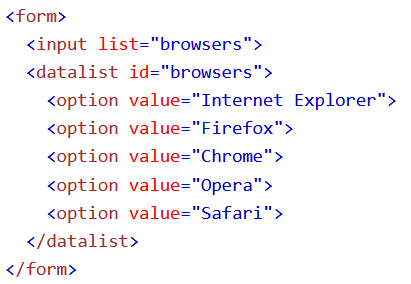 <form>
  <input list="browsers">
  <datalist id="browsers">
    <option value="Internet Explorer">
    <option value="Firefox">
    <option value="Chrome">
    <option value="Opera">
    <option value="Safari">
  </datalist>
</form>